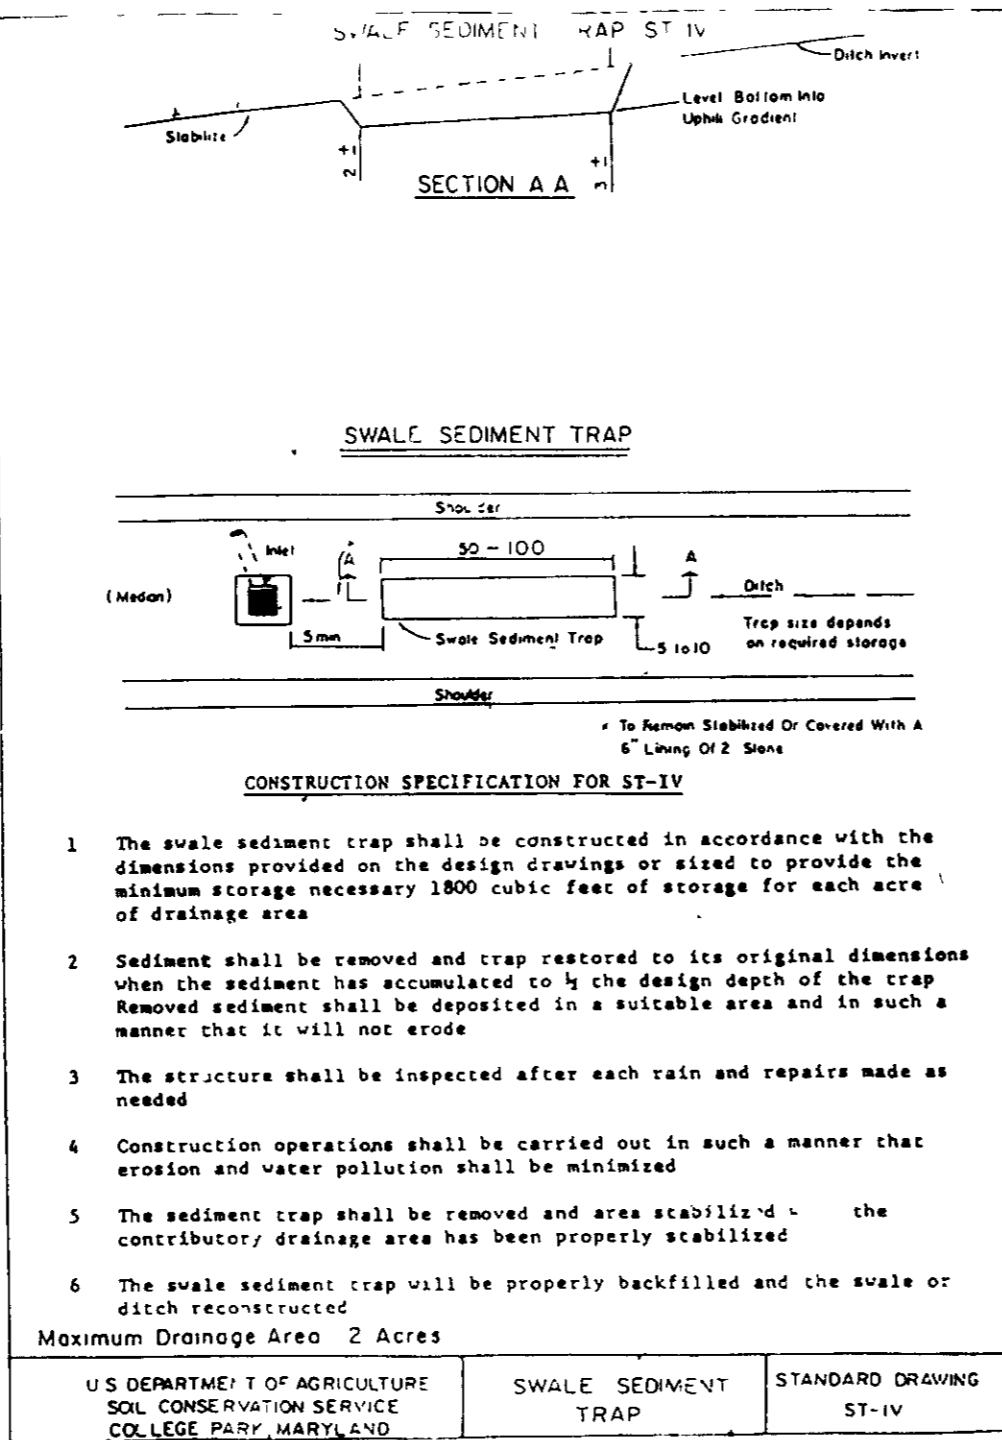 SWALE SEDIMENT TRAP ST IV
Ditch Invert
Level Bottom Into
Uphill Gradient
Stabilize
2 +1
3 +1
SECTION A A
SWALE SEDIMENT TRAP
Shoulder
Inlet
A
50 - 100
A
(Median)
Ditch
5 min
Swale Sediment Trap
5 to 10
Trap size depends
on required storage
Shoulder
* To Remain Stabilized Or Covered With A
6" Lining Of 2 Stone
CONSTRUCTION SPECIFICATION FOR ST-IV
1 The swale sediment trap shall be constructed in accordance with the
dimensions provided on the design drawings or sized to provide the
minimum storage necessary 1800 cubic feet of storage for each acre
of drainage area
2 Sediment shall be removed and trap restored to its original dimensions
when the sediment has accumulated to the design depth of the trap
Removed sediment shall be deposited in a suitable area and in such a
manner that it will not erode
3 The structure shall be inspected after each rain and repairs made as
needed
4 Construction operations shall be carried out in such a manner that
erosion and water pollution shall be minimized
5 The sediment trap shall be removed and area stabilized the
contributory drainage area has been properly stabilized
6 The swale sediment trap will be properly backfilled and the swale or
ditch reconstructed
Maximum Drainage Area 2 Acres
U S DEPARTMENT OF AGRICULTURE
SOIL CONSERVATION SERVICE
COLLEGE PARK, MARYLAND
SWALE SEDIMENT
TRAP
STANDARD DRAWING
ST-IV